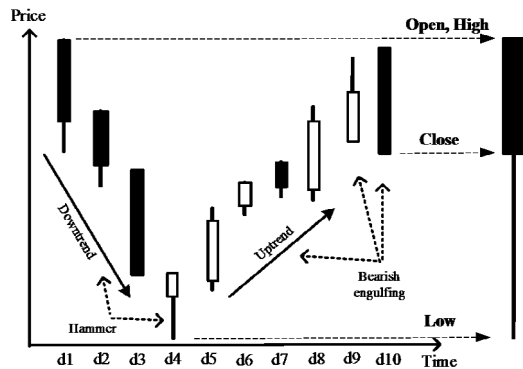 Price
Open, High
Close
Downtrend
Uptrend
Bearish
engulfing
Hammer
Low
d1 d2 d3 d4 d5 d6 d7 d8 d9 d10 Time